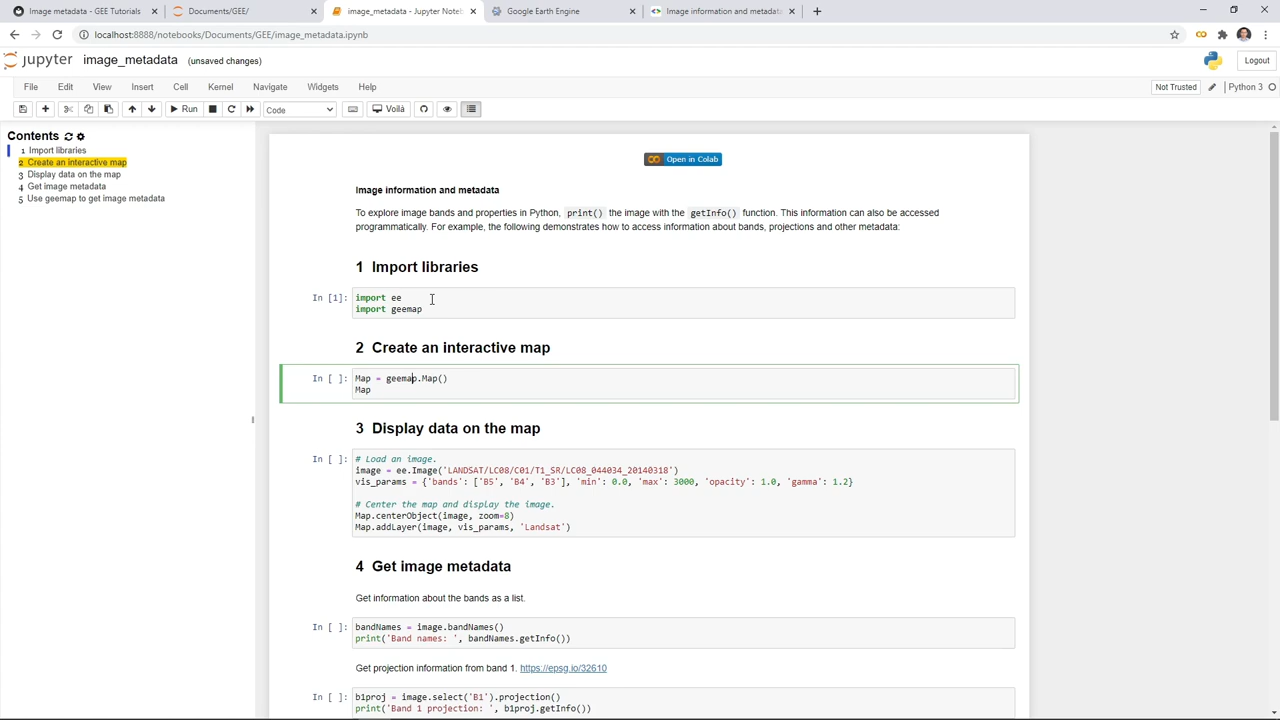 Image metadata - GEE Tutorials
Documents/GEE/
image_metadata - Jupyter Noteb
Google Earth Engine
Image information and metadata
localhost:8888/notebooks/Documents/GEE/image_metadata.ipynb
jupyter image_metadata (unsaved changes)
Logout
File Edit View Insert Cell Kernel Navigate Widgets Help
Not Trusted
Python 3
Run
Code
Voilà
Contents
1 Import libraries
2 Create an interactive map
3 Display data on the map
4 Get image metadata
5 Use geemap to get image metadata
Open in Colab
Image information and metadata
To explore image bands and properties in Python, print() the image with the getInfo() function. This information can also be accessed
programmatically. For example, the following demonstrates how to access information about bands, projections and other metadata:
1 Import libraries
In [1]: import ee
import geemap
2 Create an interactive map
In [ ]: Map = geemap.Map()
Map
3 Display data on the map
In [ ]: # Load an image.
image = ee.Image('LANDSAT/LC08/C01/T1_SR/LC08_044034_20140318')
vis_params = {'bands': ['B5', 'B4', 'B3'], 'min': 0.0, 'max': 3000, 'opacity': 1.0, 'gamma': 1.2}
# Center the map and display the image.
Map.centerObject(image, zoom=8)
Map.addLayer(image, vis_params, 'Landsat')
4 Get image metadata
Get information about the bands as a list.
In [ ]: bandNames = image.bandNames()
print('Band names: ', bandNames.getInfo())
Get projection information from band 1. https://epsg.io/32610
In [ ]: b1proj = image.select('B1').projection()
print('Band 1 projection: ', b1proj.getInfo())